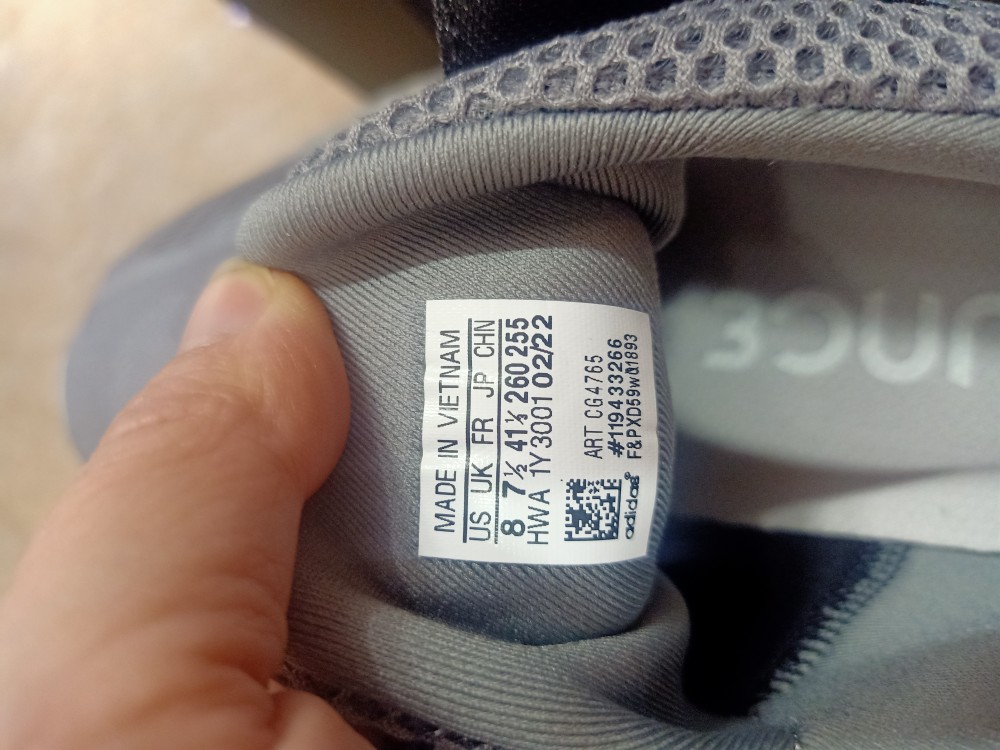 MADE IN VIETNAM
US UK FR JP CHN
8 7½ 41⅓ 260 255
HWA 1Y3001 02/22
ART CG4765
#119433266
F&PXD59w01893
adidas®